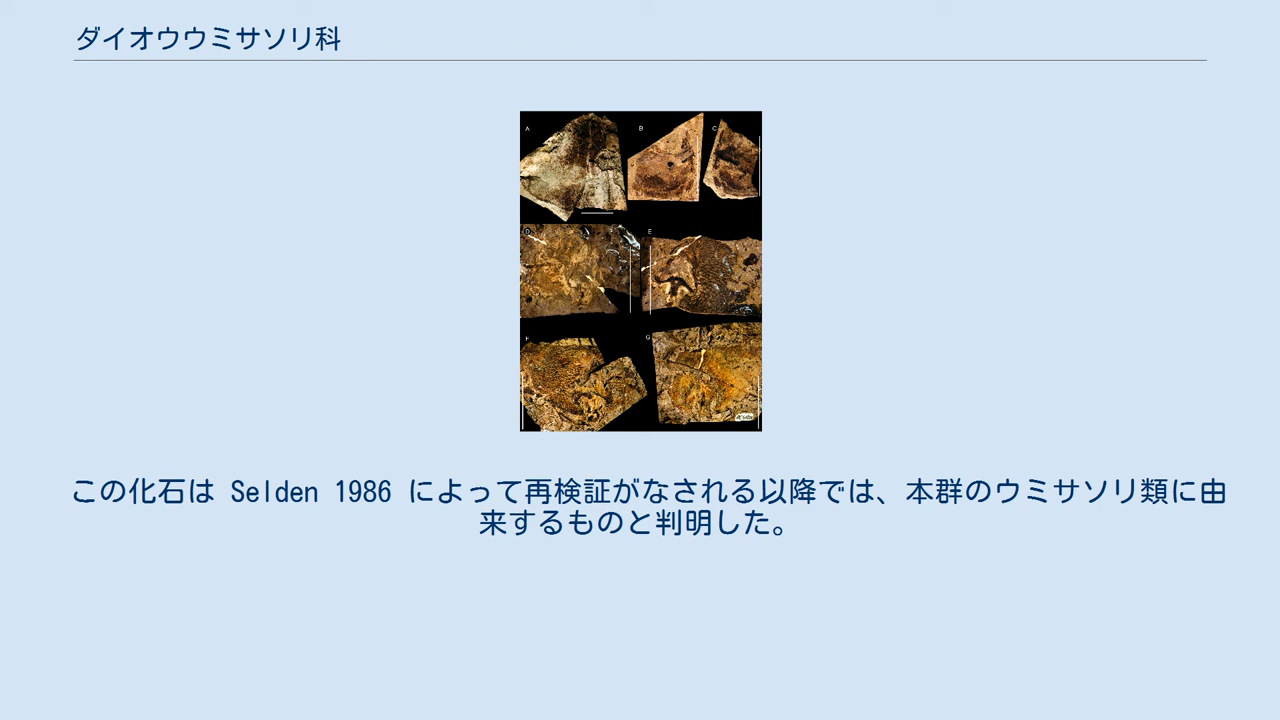 ダイオウウミサソリ科
A B C
D E
F G
この化石は Selden 1986 によって再検証がなされる以降では、本群のウミサソリ類に由
来するものと判明した。